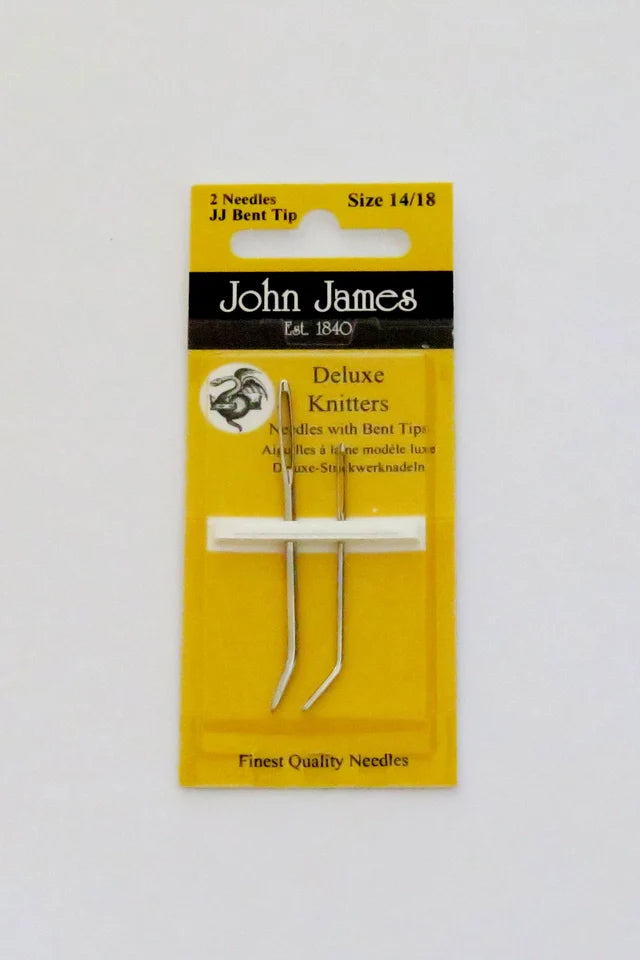 2 Needles
JJ Bent Tip
Size 14/18
John James
Est. 1840
Deluxe
Knitters
Needles with Bent Tips
Aiguilles à laine modèle luxe
Deluxe-Strickwerknadeln
Finest Quality Needles